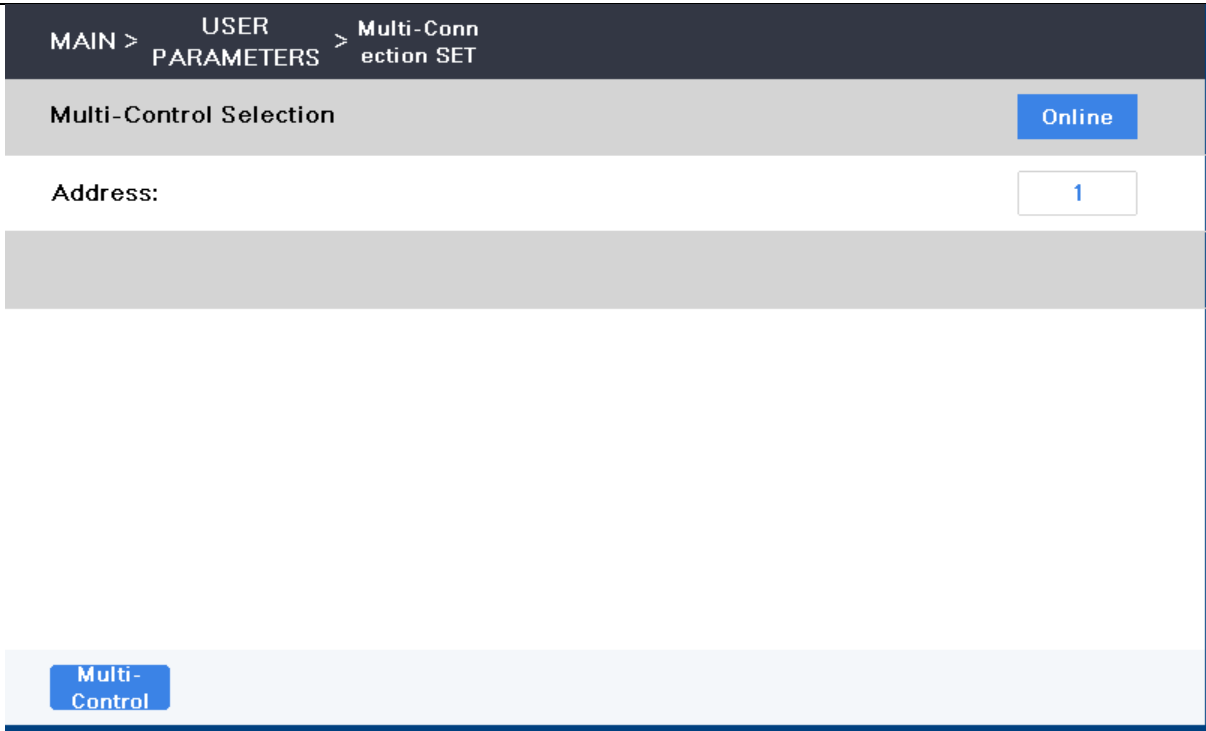 MAIN > USER PARAMETERS > Multi-Conn
ection SET
Multi-Control Selection Online
Address: 1
Multi-
Control